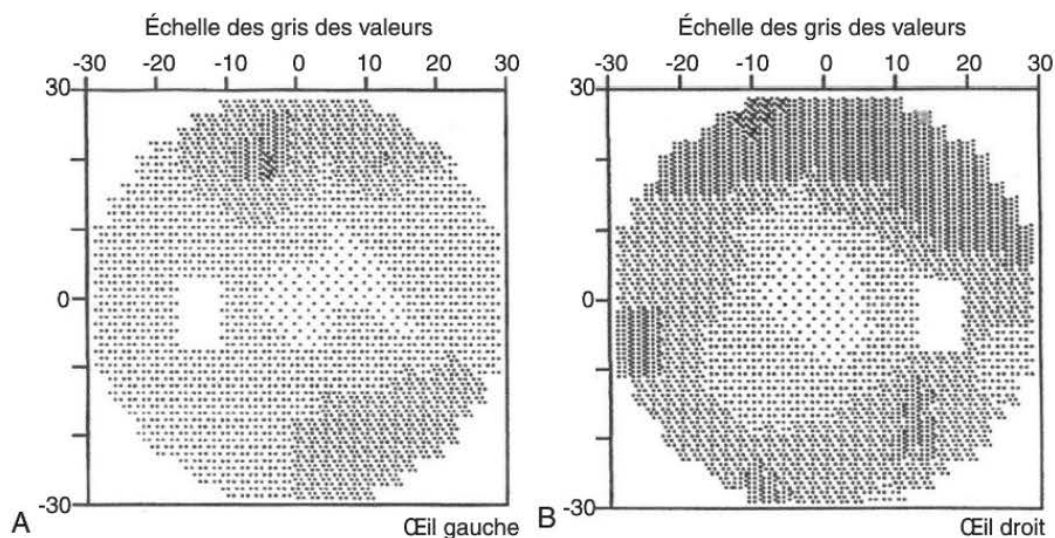 Échelle des gris des valeurs
-30 -20 -10 0 10 20 30
30
0
-30
A
Œil gauche
Échelle des gris des valeurs
-30 -20 -10 0 10 20 30
30
0
-30
B
Œil droit